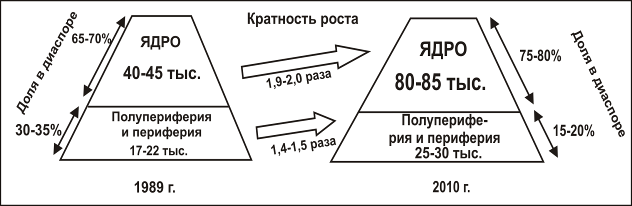 Кратность роста
Доля в диаспоре
65-70%
30-35%
ЯДРО
40-45 тыс.
Полупериферия
и периферия
17-22 тыс.
1989 г.
1,9-2,0 раза
1,4-1,5 раза
ЯДРО
80-85 тыс.
Полуперифе-
рия и периферия
25-30 тыс.
2010 г.
75-80%
15-20%
Доля в диаспоре